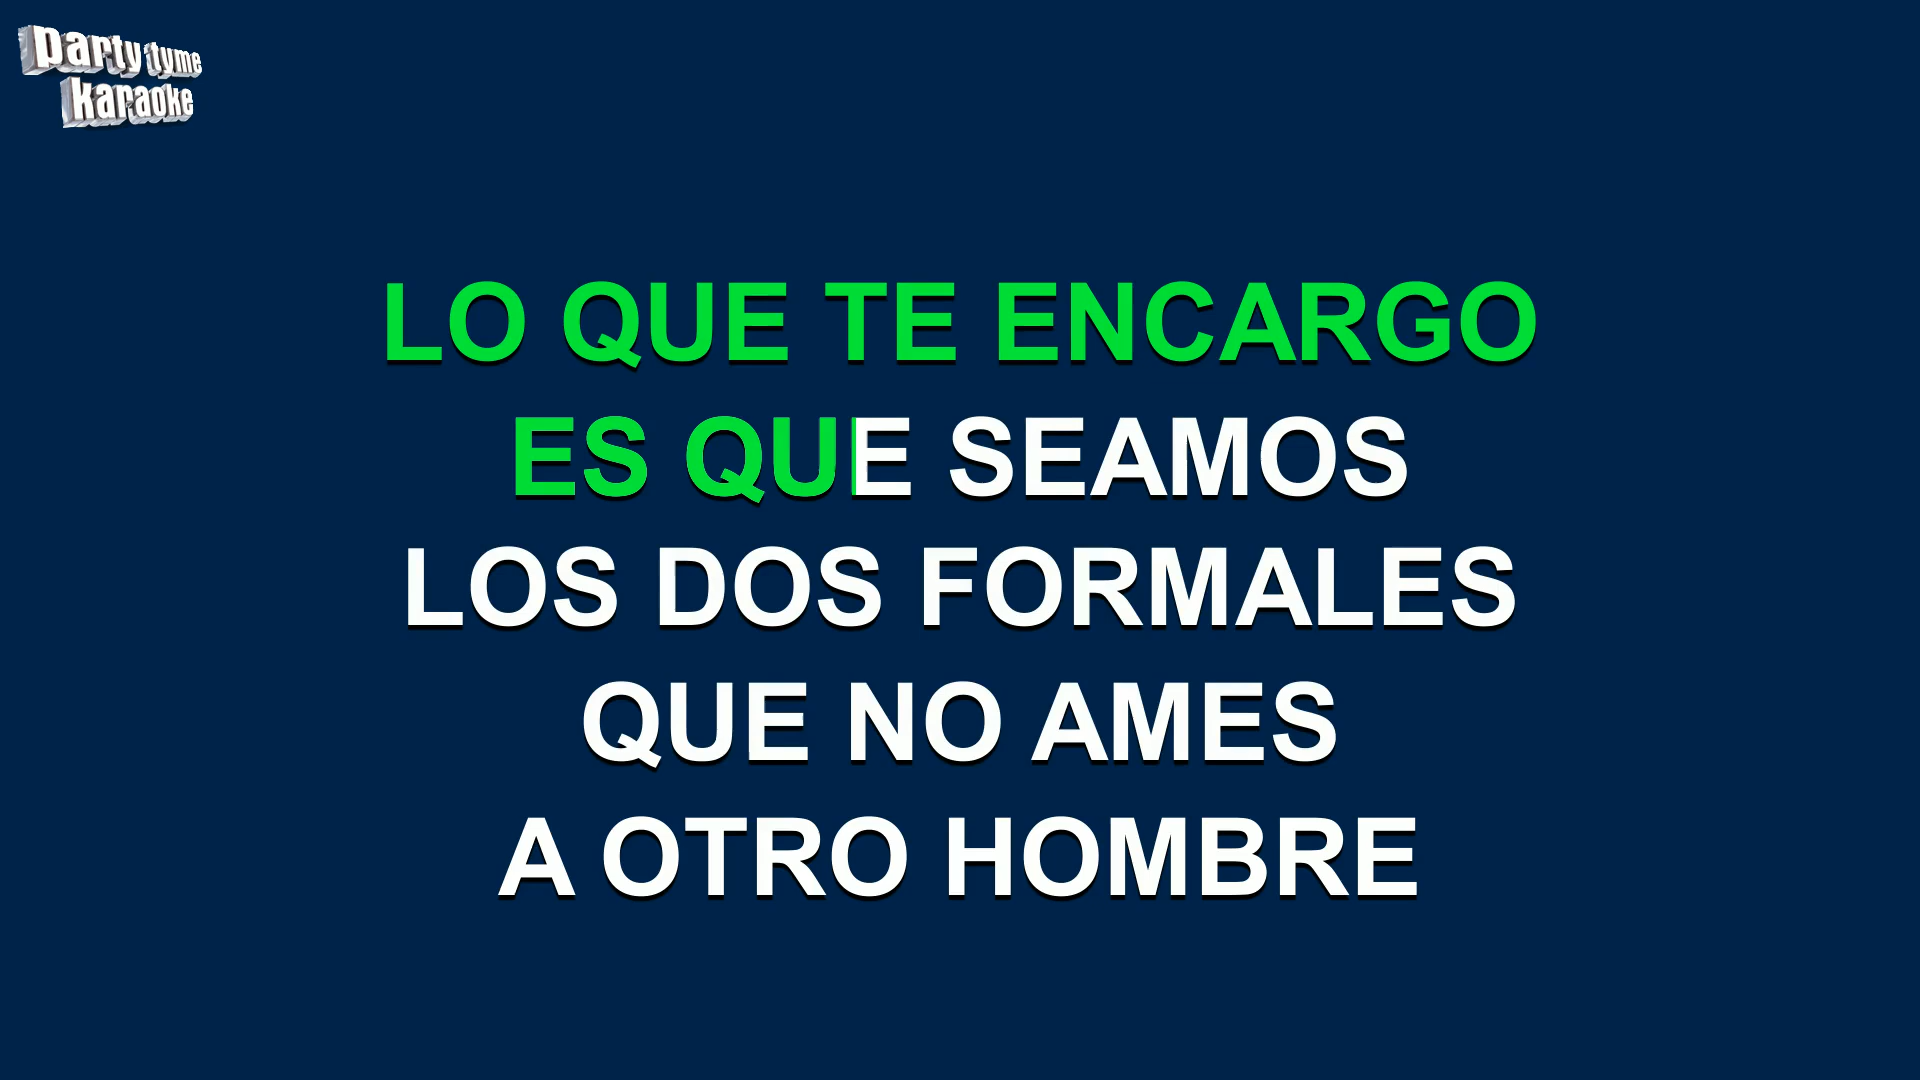 party tyme
karaoke
LO QUE TE ENCARGO
ES QUE SEAMOS
LOS DOS FORMALES
QUE NO AMES
A OTRO HOMBRE